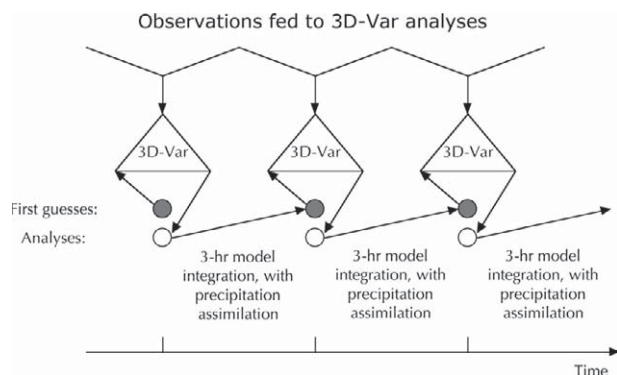 Observations fed to 3D-Var analyses
3D-Var
3D-Var
3D-Var
First guesses:
Analyses:
3-hr model
integration, with
precipitation
assimilation
3-hr model
integration, with
precipitation
assimilation
3-hr model
integration, with
precipitation
assimilation
Time